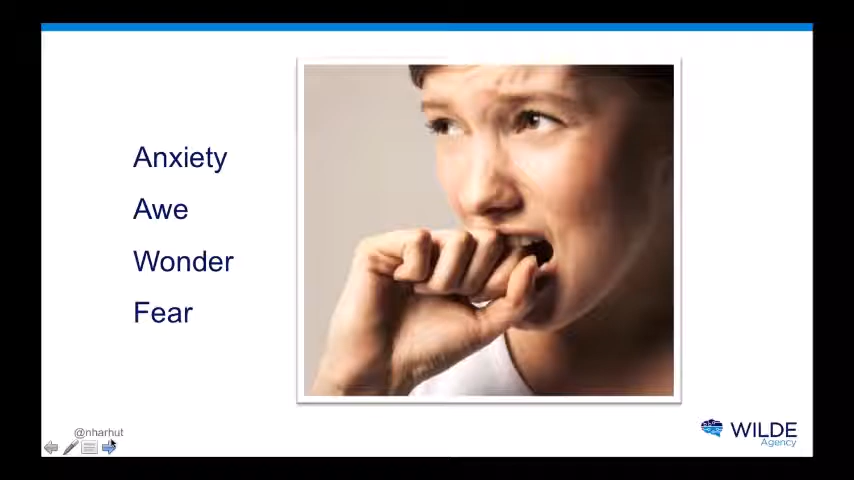 Anxiety
Awe
Wonder
Fear
@nharhut
WILDE
Agency